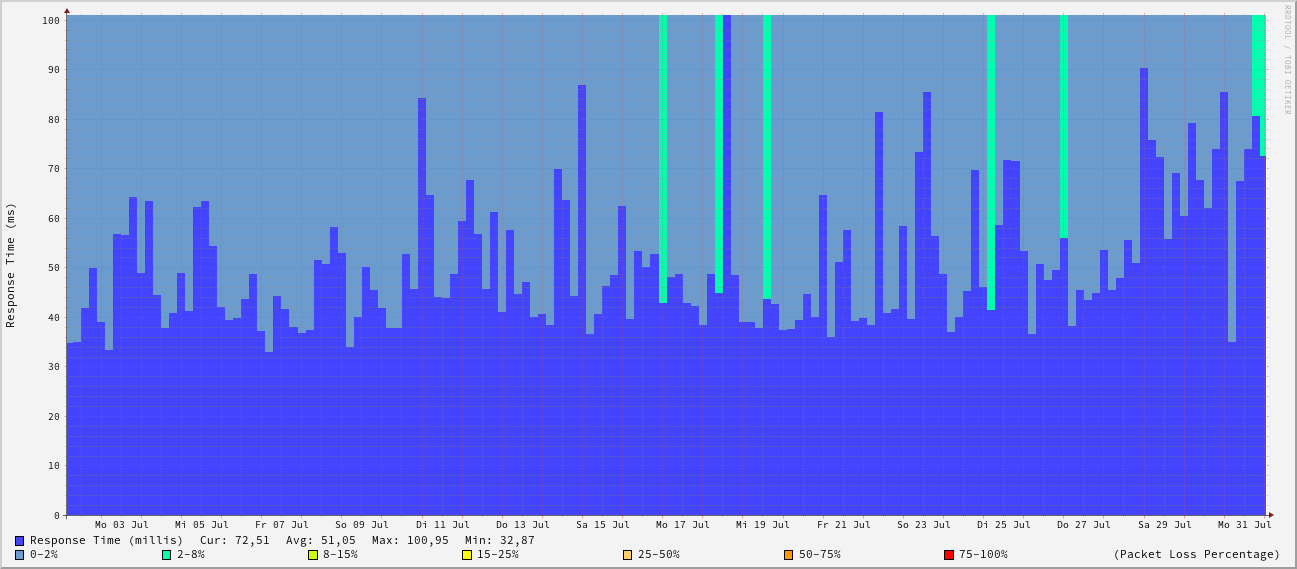 RRDTOOL / TOBI OETIKER
Response Time (ms)
100
90
80
70
60
50
40
30
20
10
0
Mo 03 Jul Mi 05 Jul Fr 07 Jul So 09 Jul Di 11 Jul Do 13 Jul Sa 15 Jul Mo 17 Jul Mi 19 Jul Fr 21 Jul So 23 Jul Di 25 Jul Do 27 Jul Sa 29 Jul Mo 31 Jul
Response Time (millis) Cur: 72,51 Avg: 51,05 Max: 100,95 Min: 32,87
0-2% 2-8% 8-15% 15-25% 25-50% 50-75% 75-100% (Packet Loss Percentage)